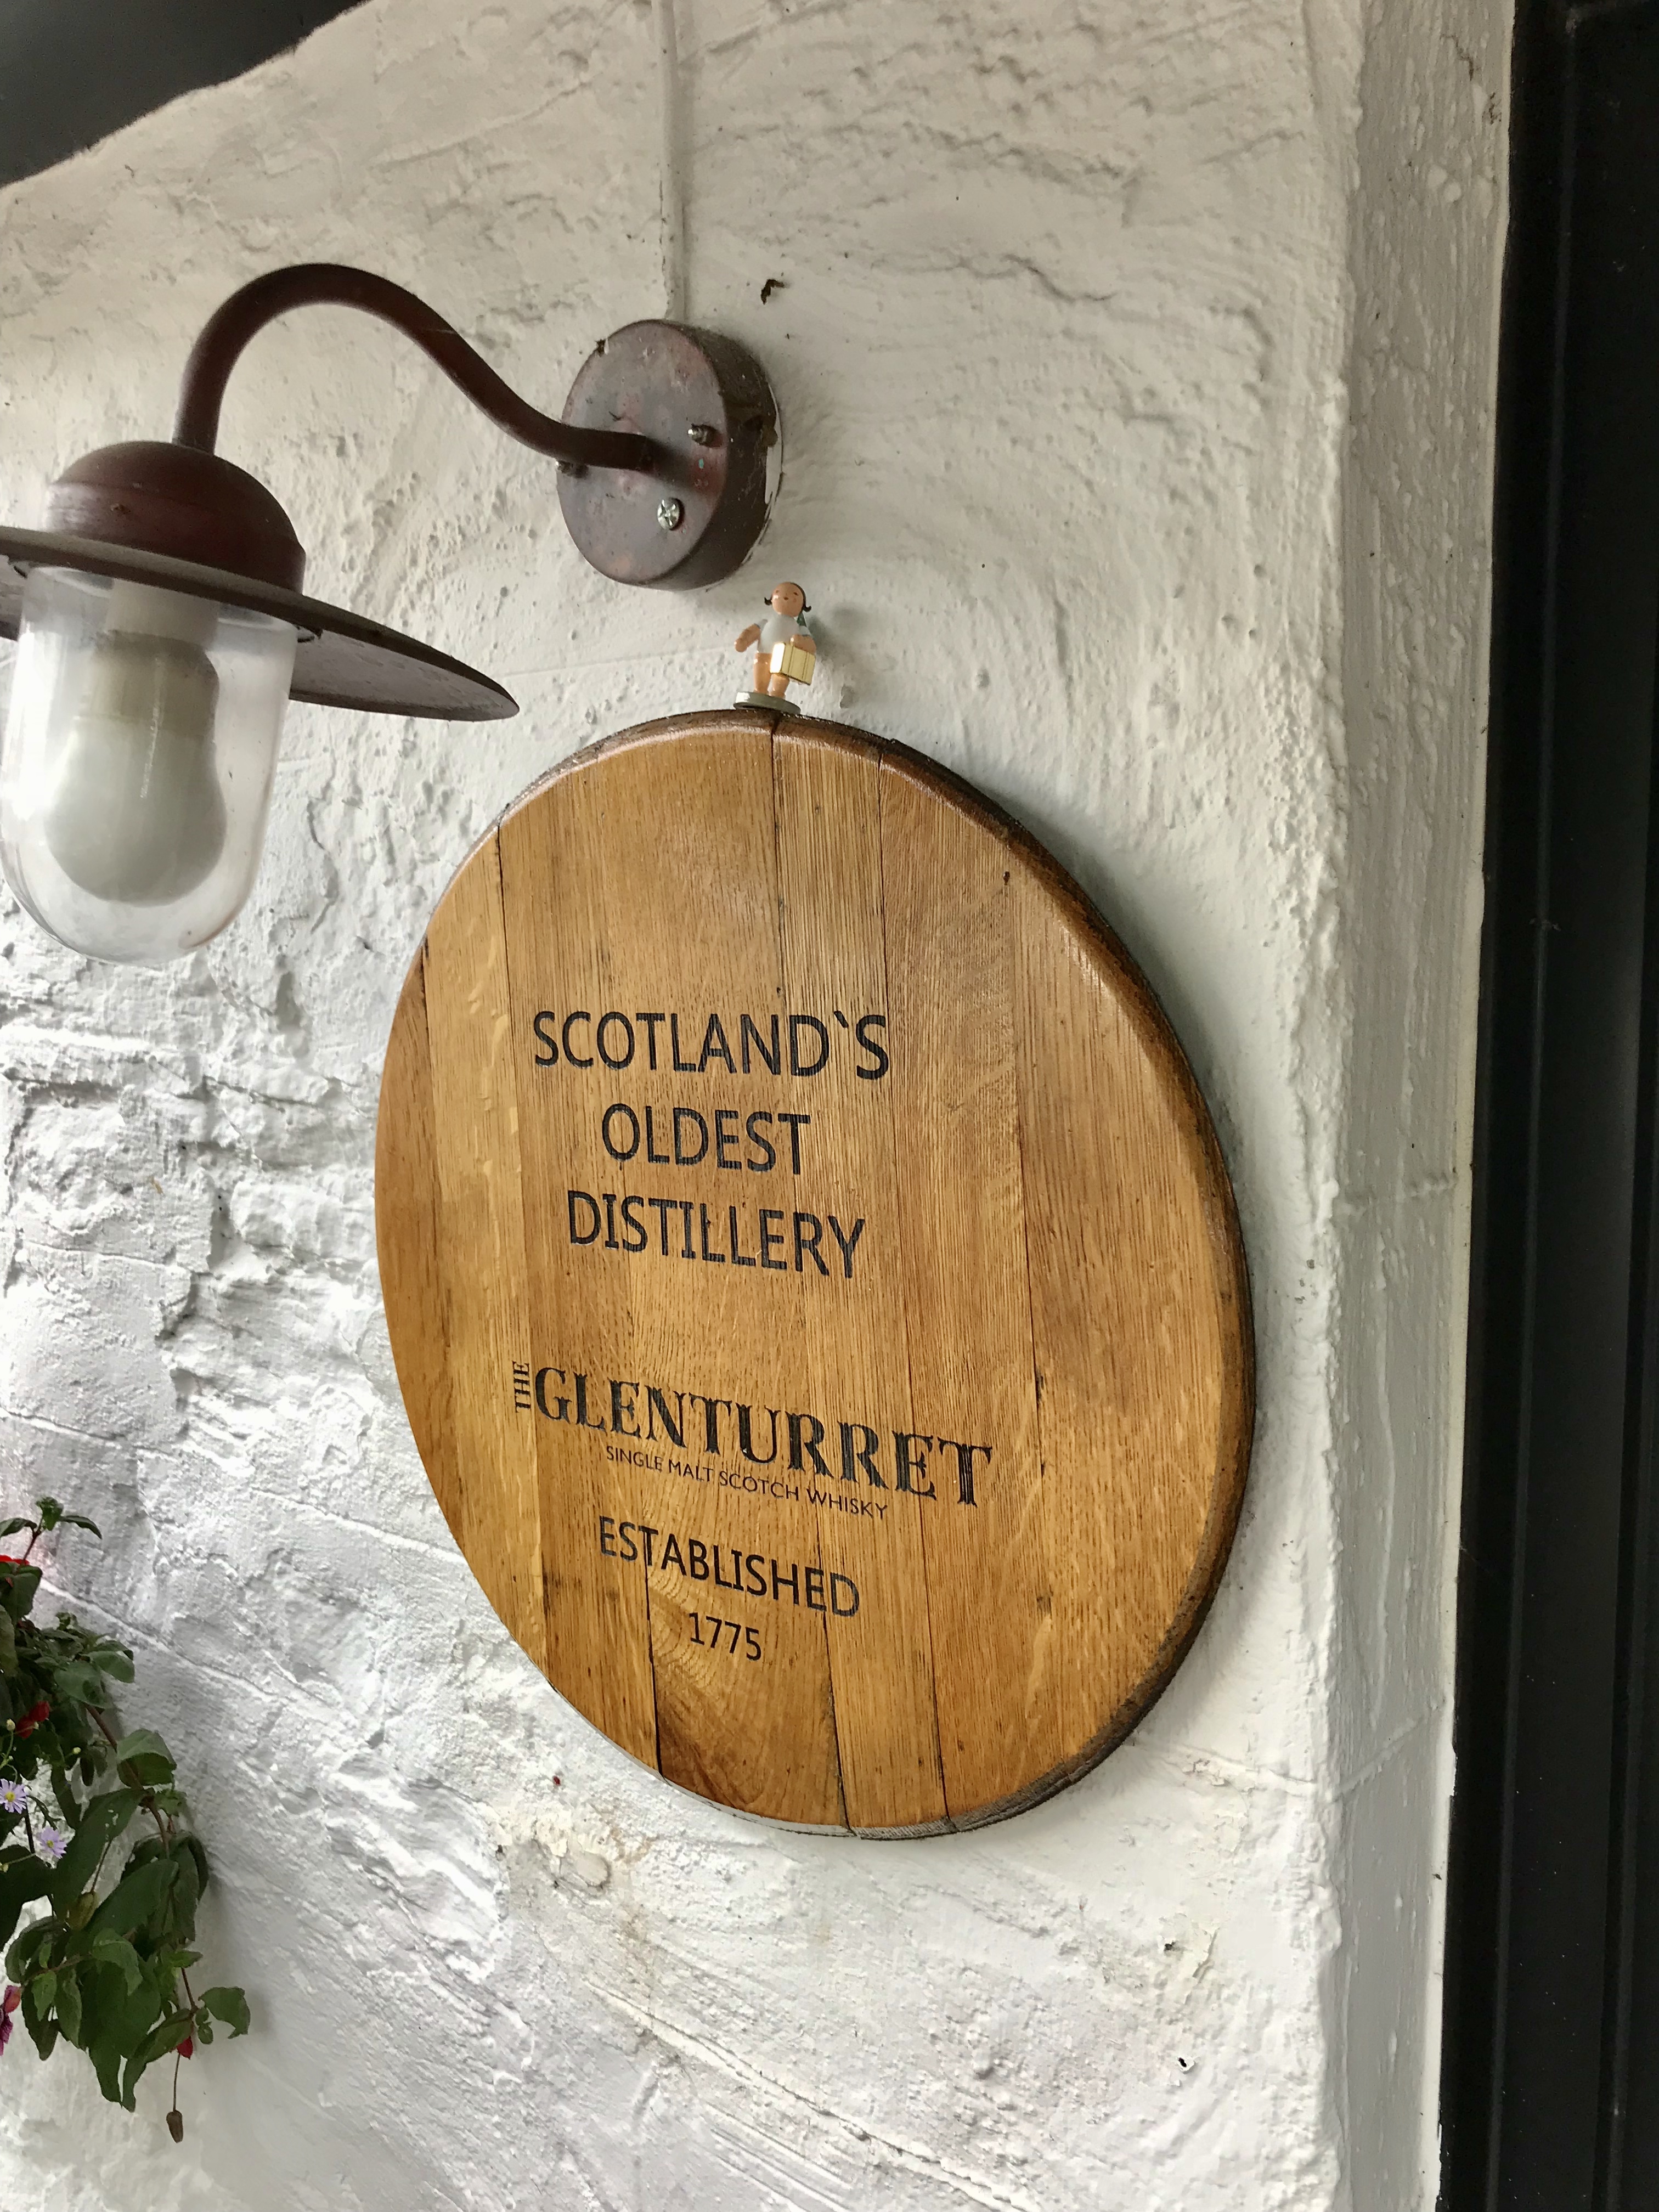 SCOTLAND`S
OLDEST
DISTILLERY
THE GLENTURRET
SINGLE MALT SCOTCH WHISKY
ESTABLISHED
1775